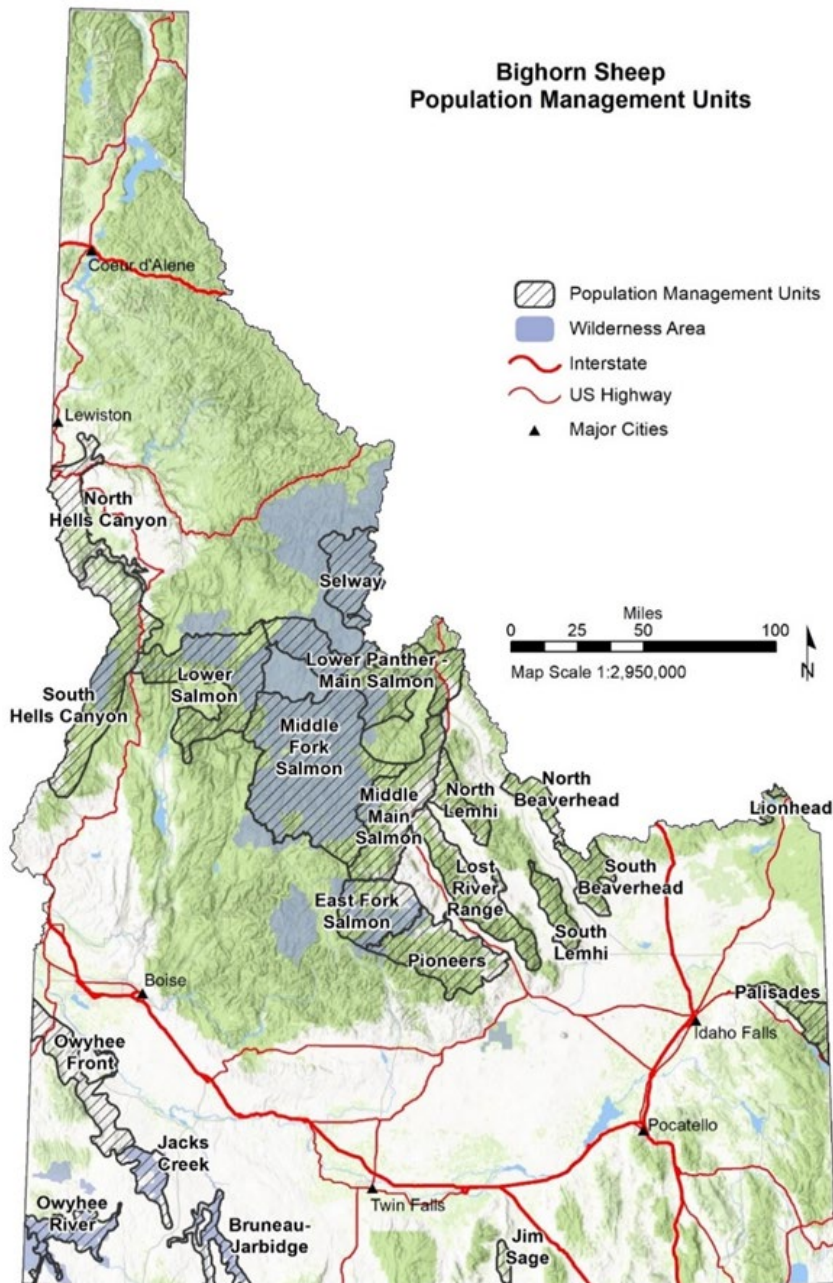 Bighorn Sheep
Population Management Units
Coeur d'Alene
Population Management Units
Wilderness Area
Interstate
US Highway
Major Cities
Lewiston
North
Hells Canyon
Selway
Miles
0 25 50 100
Map Scale 1:2,950,000
N
Lower
Salmon
Lower Panther -
Main Salmon
South
Hells Canyon
Middle
Fork
Salmon
Middle
Main
Salmon
North
Lemhi
North
Beaverhead
Lionhead
Lost
River
Range
South
Beaverhead
East Fork
Salmon
South
Lemhi
Pioneers
Boise
Palisades
Idaho Falls
Owyhee
Front
Pocatello
Jacks
Creek
Twin Falls
Owyhee
River
Bruneau-
Jarbidge
Jim
Sage